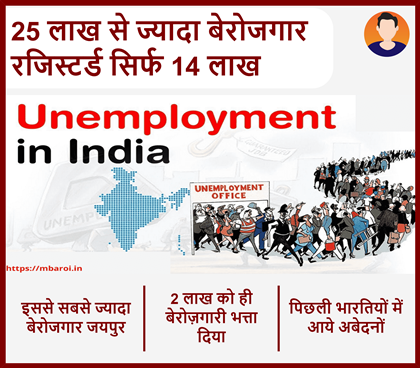 25 लाख से ज्यादा बेरोजगार
रजिस्टर्ड सिर्फ 14 लाख
Unemployment
in India
UNEMPLOYMENT
OFFICE
https://mbaroi.in
इससे सबसे ज्यादा
बेरोजगार जयपुर
2 लाख को ही
बेरोज़गारी भत्ता
दिया
पिछली भारतियों में
आये अबेदनों